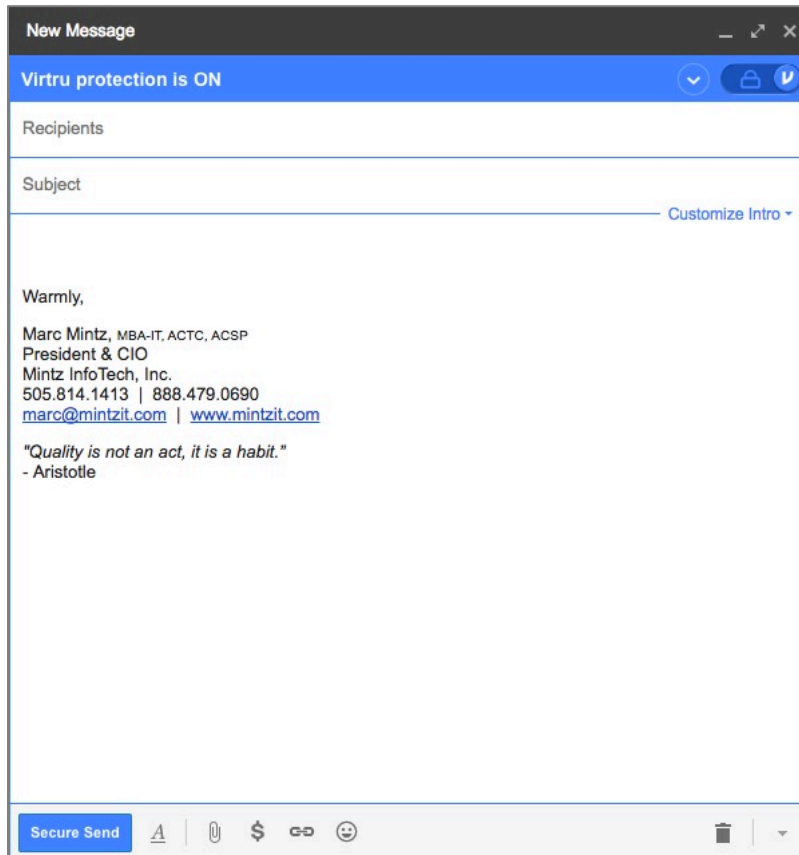 New Message
Virtru protection is ON
Recipients
Subject
Customize Intro
Warmly,
Marc Mintz, MBA-IT, ACTC, ACSP
President & CIO
Mintz InfoTech, Inc.
505.814.1413 | 888.479.0690
marc@mintzit.com | www.mintzit.com
"Quality is not an act, it is a habit.”
- Aristotle
Secure Send A $